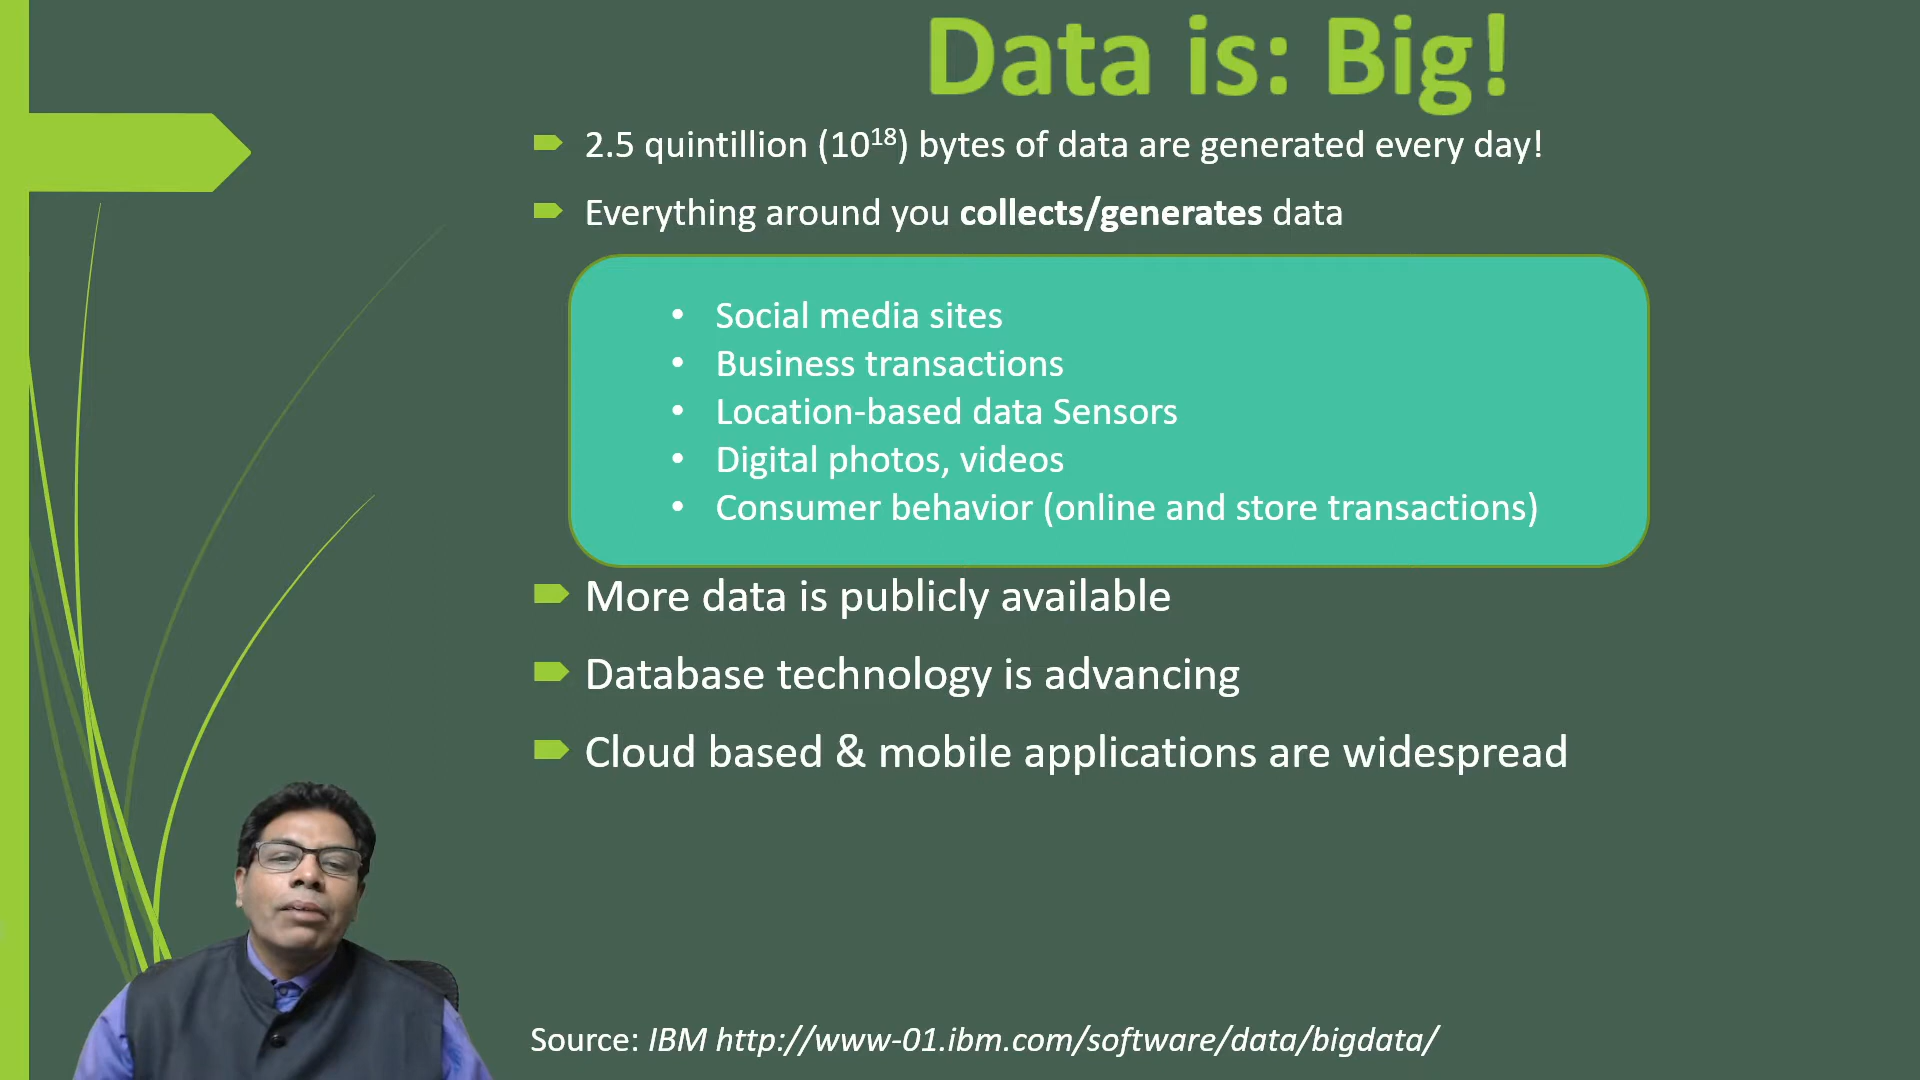 Data is: Big!
2.5 quintillion (10¹⁸) bytes of data are generated every day!
Everything around you collects/generates data
• Social media sites
• Business transactions
• Location-based data Sensors
• Digital photos, videos
• Consumer behavior (online and store transactions)
More data is publicly available
Database technology is advancing
Cloud based & mobile applications are widespread
Source: IBM http://www-01.ibm.com/software/data/bigdata/